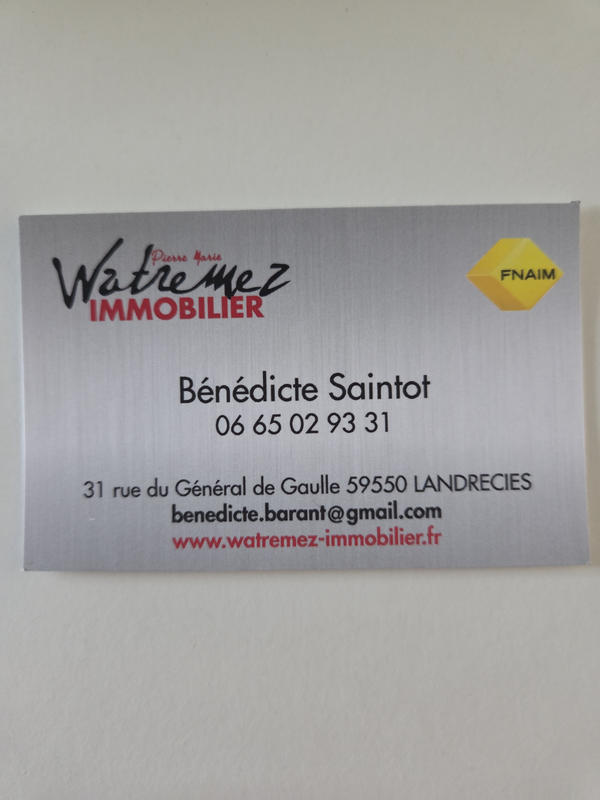 Pierre Marie
Watremez
IMMOBILIER
FNAIM
Bénédicte Saintot
06 65 02 93 31
31 rue du Général de Gaulle 59550 LANDRECIES
benedicte.barant@gmail.com
www.watremez-immobilier.fr